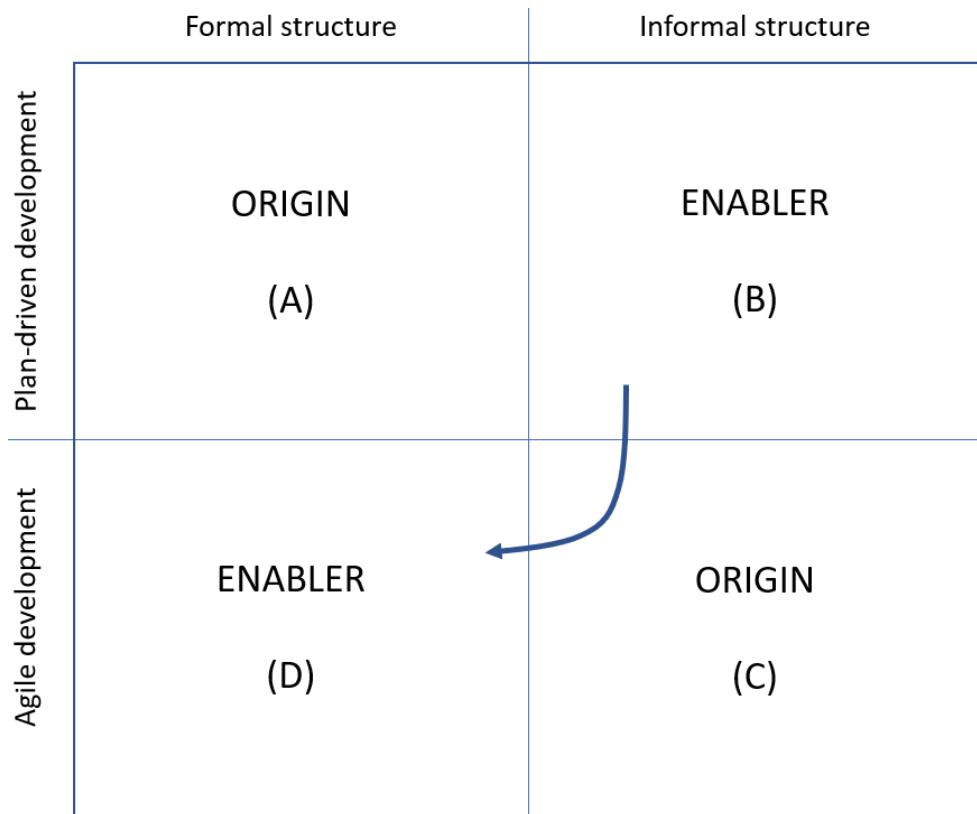 Formal structure
Informal structure
Plan-driven development
ORIGIN
(A)
ENABLER
(B)
Agile development
ENABLER
(D)
ORIGIN
(C)